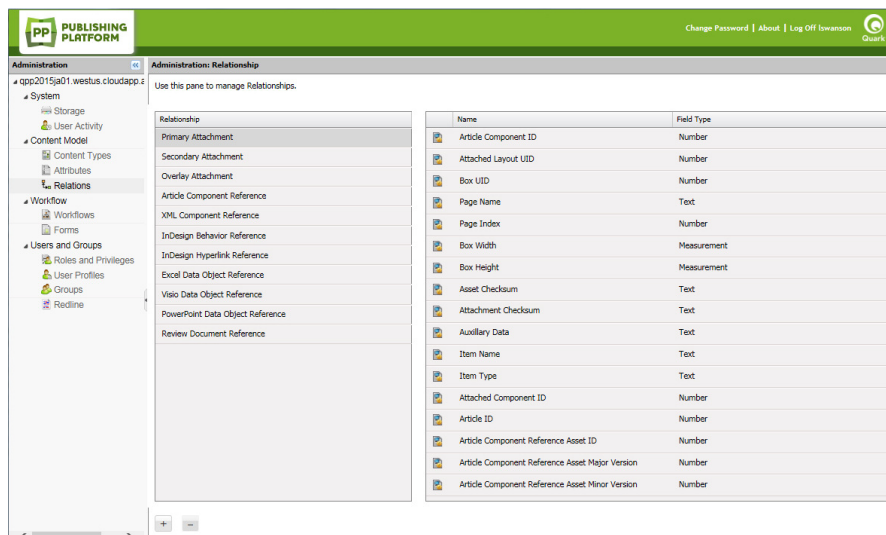 PP PUBLISHING
PLATFORM
Change Password | About | Log Off lswanson
Quark
Administration
Administration: Relationship
qpp2015ja01.westus.cloudapp.a
Use this pane to manage Relationships.
System
Storage
User Activity
Content Model
Content Types
Attributes
Relations
Workflow
Workflows
Forms
Users and Groups
Roles and Privileges
User Profiles
Groups
Redline
Relationship
Primary Attachment
Secondary Attachment
Overlay Attachment
Article Component Reference
XML Component Reference
InDesign Behavior Reference
InDesign Hyperlink Reference
Excel Data Object Reference
Visio Data Object Reference
PowerPoint Data Object Reference
Review Document Reference
Name Field Type
Article Component ID Number
Attached Layout UID Number
Box UID Number
Page Name Text
Page Index Number
Box Width Measurement
Box Height Measurement
Asset Checksum Text
Attachment Checksum Text
Auxillary Data Text
Item Name Text
Item Type Text
Attached Component ID Number
Article ID Number
Article Component Reference Asset ID Number
Article Component Reference Asset Major Version Number
Article Component Reference Asset Minor Version Number
+ -